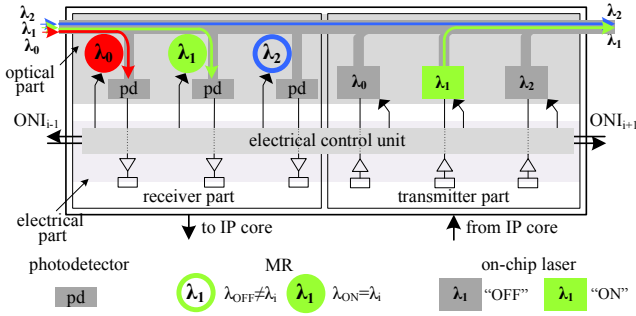 λ2
λ1
λ0
λ2
λ1
optical
part
λ0
λ1
λ2
pd
pd
pd
λ0
λ1
λ2
ONIi-1
electrical control unit
ONIi+1
receiver part
transmitter part
electrical
part
to IP core
from IP core
photodetector
MR
on-chip laser
pd
λ1 λOFF≠λi
λ1 λON=λi
λ1 “OFF”
λ1 “ON”